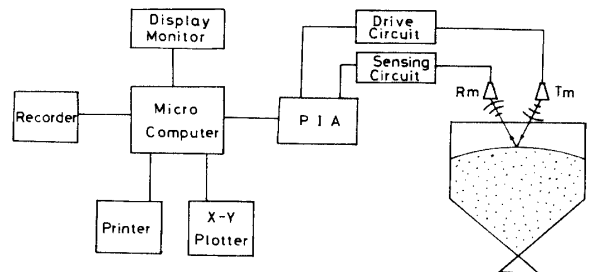 Display
Monitor
Drive
Circuit
Sensing
Circuit
Rm
Tm
Recorder
Micro
Computer
P I A
Printer
X-Y
Plotter